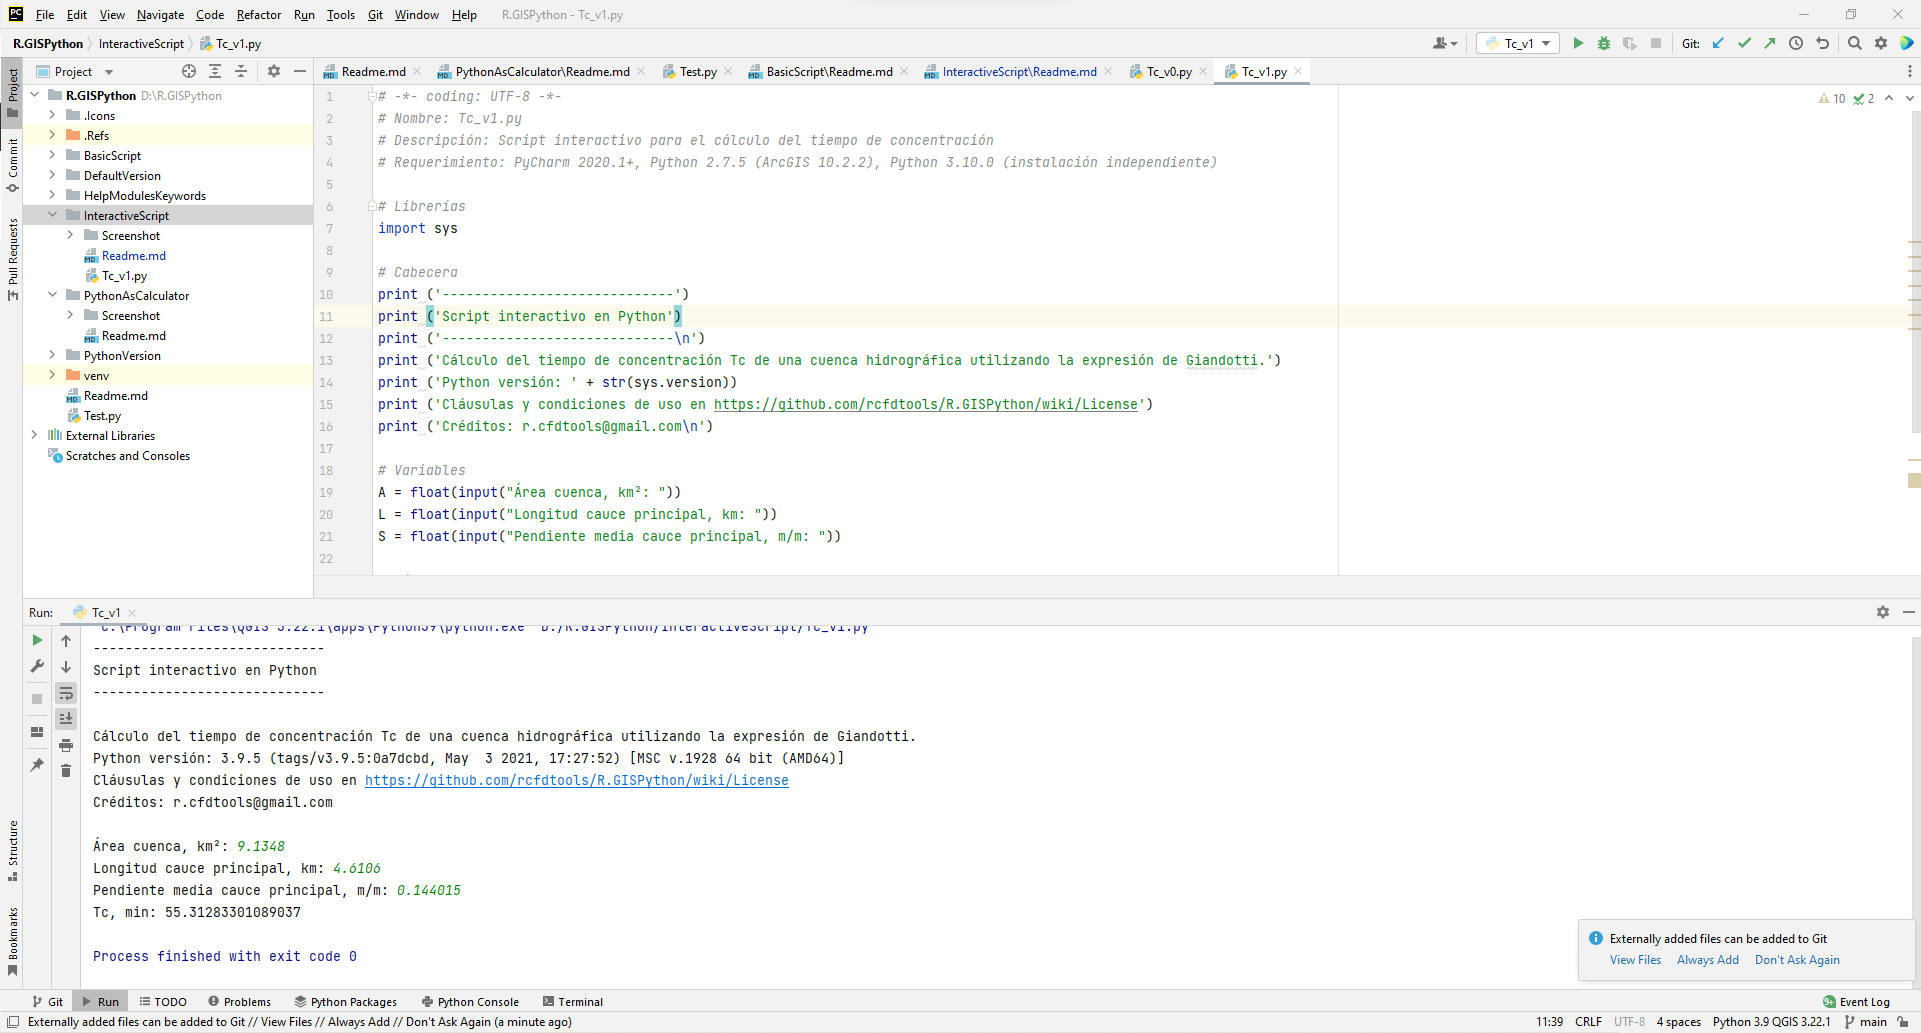 File Edit View Navigate Code Refactor Run Tools Git Window Help R.GISPython - Tc_v1.py
R.GISPython InteractiveScript Tc_v1.py
Tc_v1 Git:
Project
Readme.md PythonAsCalculator\Readme.md Test.py BasicScript\Readme.md InteractiveScript\Readme.md Tc_v0.py Tc_v1.py
Project
Commit
Pull Requests
Structure
Bookmarks
R.GISPython D:\R.GISPython
.Icons
.Refs
BasicScript
DefaultVersion
HelpModulesKeywords
InteractiveScript
Screenshot
Readme.md
Tc_v1.py
PythonAsCalculator
Screenshot
Readme.md
PythonVersion
venv
Readme.md
Test.py
External Libraries
Scratches and Consoles
10 2
1 # -*- coding: UTF-8 -*-
2 # Nombre: Tc_v1.py
3 # Descripción: Script interactivo para el cálculo del tiempo de concentración
4 # Requerimiento: PyCharm 2020.1+, Python 2.7.5 (ArcGIS 10.2.2), Python 3.10.0 (instalación independiente)
5
6 # Librerías
7 import sys
8
9 # Cabecera
10 print ('-----------------------------')
11 print ('Script interactivo en Python')
12 print ('-----------------------------\n')
13 print ('Cálculo del tiempo de concentración Tc de una cuenca hidrográfica utilizando la expresión de Giandotti.')
14 print ('Python versión: ' + str(sys.version))
15 print ('Cláusulas y condiciones de uso en https://github.com/rcfdtools/R.GISPython/wiki/License')
16 print ('Créditos: r.cfdtools@gmail.com\n')
17
18 # Variables
19 A = float(input("Área cuenca, km²: "))
20 L = float(input("Longitud cauce principal, km: "))
21 S = float(input("Pendiente media cauce principal, m/m: "))
22
Run: Tc_v1
"C:\Program Files\QGIS 3.22.1\apps\Python39\python.exe" D:/R.GISPython/InteractiveScript/Tc_v1.py
-----------------------------
Script interactivo en Python
-----------------------------
Cálculo del tiempo de concentración Tc de una cuenca hidrográfica utilizando la expresión de Giandotti.
Python versión: 3.9.5 (tags/v3.9.5:0a7dcbd, May  3 2021, 17:27:52) [MSC v.1928 64 bit (AMD64)]
Cláusulas y condiciones de uso en https://github.com/rcfdtools/R.GISPython/wiki/License
Créditos: r.cfdtools@gmail.com
Área cuenca, km²: 9.1348
Longitud cauce principal, km: 4.6106
Pendiente media cauce principal, m/m: 0.144015
Tc, min: 55.31283301089037
Process finished with exit code 0
Externally added files can be added to Git
View Files Always Add Don't Ask Again
Git Run TODO Problems Python Packages Python Console Terminal 9+ Event Log
Externally added files can be added to Git // View Files // Always Add // Don't Ask Again (a minute ago) 11:39 CRLF UTF-8 4 spaces Python 3.9 QGIS 3.22.1 main